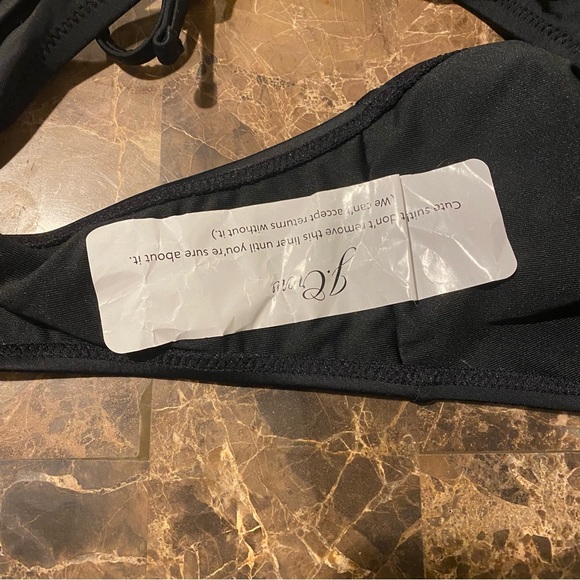 Cute suit! don't remove this liner until you're sure about it.
(We can't accept returns without it.)
J.Crew